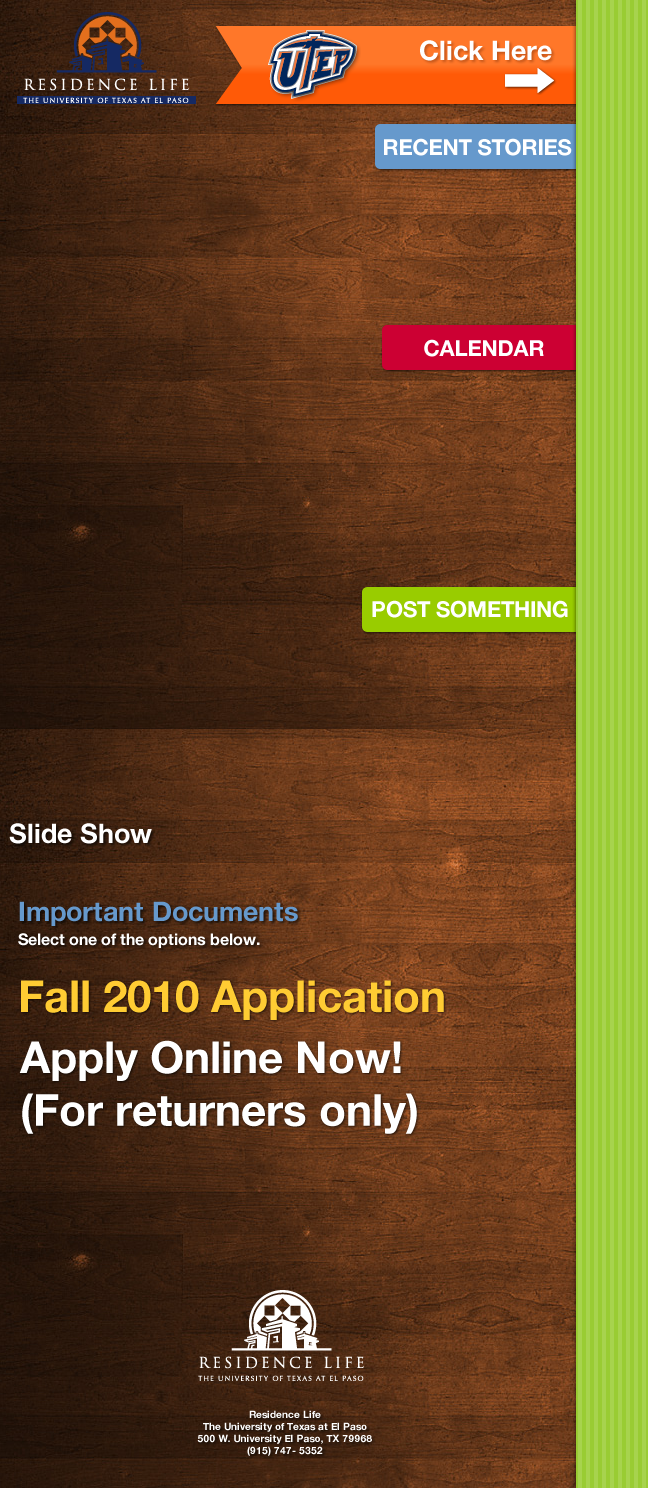 RESIDENCE LIFE
THE UNIVERSITY OF TEXAS AT EL PASO
UTEP
Click Here
RECENT STORIES
CALENDAR
POST SOMETHING
Slide Show
Important Documents
Select one of the options below.
Fall 2010 Application
Apply Online Now!
(For returners only)
RESIDENCE LIFE
THE UNIVERSITY OF TEXAS AT EL PASO
Residence Life
The University of Texas at El Paso
500 W. University El Paso, TX 79968
(915) 747- 5352